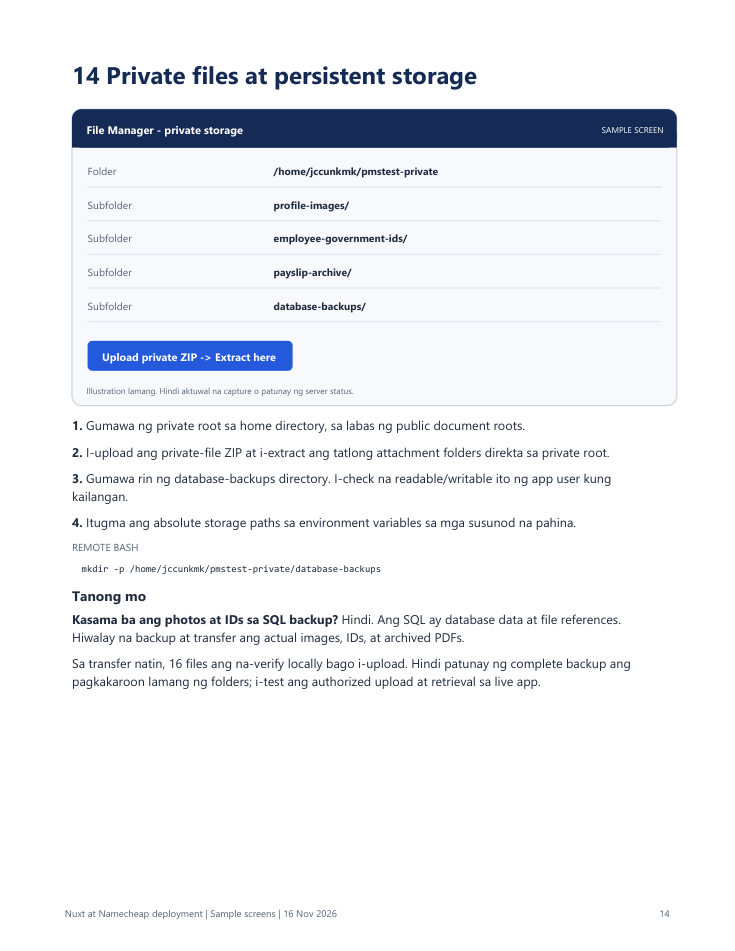 14 Private files at persistent storage
File Manager - private storage
SAMPLE SCREEN
Folder /home/jccunkmk/pmstest-private
Subfolder profile-images/
Subfolder employee-government-ids/
Subfolder payslip-archive/
Subfolder database-backups/
Upload private ZIP -> Extract here
Illustration lamang. Hindi aktuwal na capture o patunay ng server status.
1. Gumawa ng private root sa home directory, sa labas ng public document roots.
2. I-upload ang private-file ZIP at i-extract ang tatlong attachment folders direkta sa private root.
3. Gumawa rin ng database-backups directory. I-check na readable/writable ito ng app user kung
kailangan.
4. Itugma ang absolute storage paths sa environment variables sa mga susunod na pahina.
REMOTE BASH
mkdir -p /home/jccunkmk/pmstest-private/database-backups
Tanong mo
Kasama ba ang photos at IDs sa SQL backup? Hindi. Ang SQL ay database data at file references.
Hiwalay na backup at transfer ang actual images, IDs, at archived PDFs.
Sa transfer natin, 16 files ang na-verify locally bago i-upload. Hindi patunay ng complete backup ang
pagkakaroon lamang ng folders; i-test ang authorized upload at retrieval sa live app.
Nuxt at Namecheap deployment | Sample screens | 16 Nov 2026
14